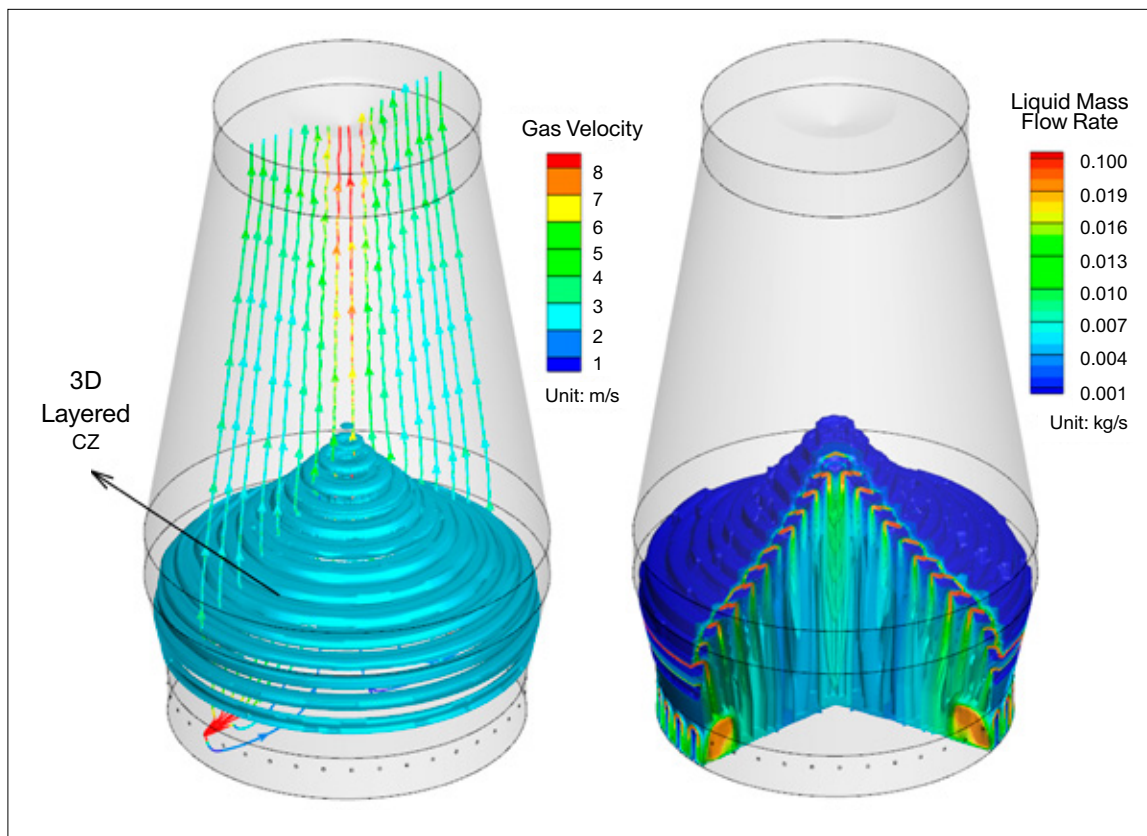 Gas Velocity
8
7
6
5
4
3
2
1
Unit: m/s
3D
Layered
CZ
Liquid Mass
Flow Rate
0.100
0.019
0.016
0.013
0.010
0.007
0.004
0.001
Unit: kg/s